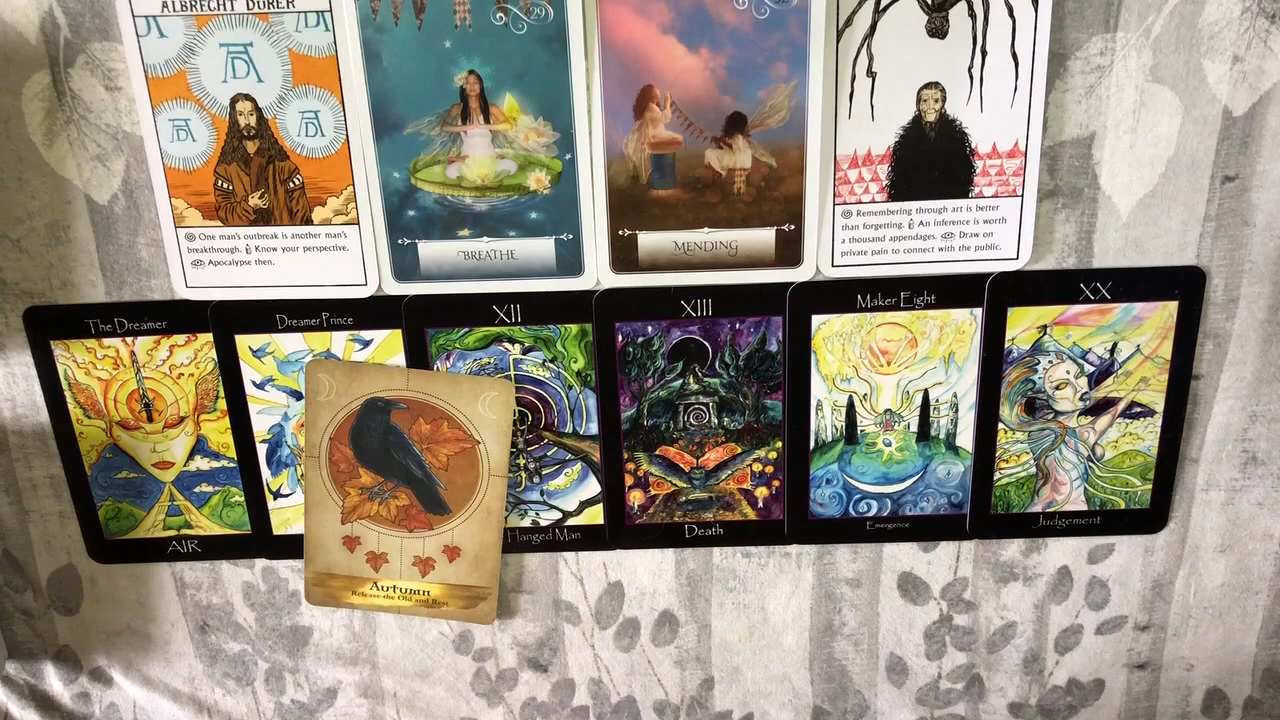 ALBRECHT DÜRER
AD
AD
AD
One man's outbreak is another man's
breakthrough. Know your perspective.
Apocalypse then.
29
BREATHE
MENDING
Remembering through art is better
than forgetting. An inference is worth
a thousand appendages. Draw on
private pain to connect with the public.
The Dreamer
AIR
Dreamer Prince
XII
Hanged Man
XIII
Death
Maker Eight
Emergence
XX
Judgement
Autumn
Release the Old and Rest